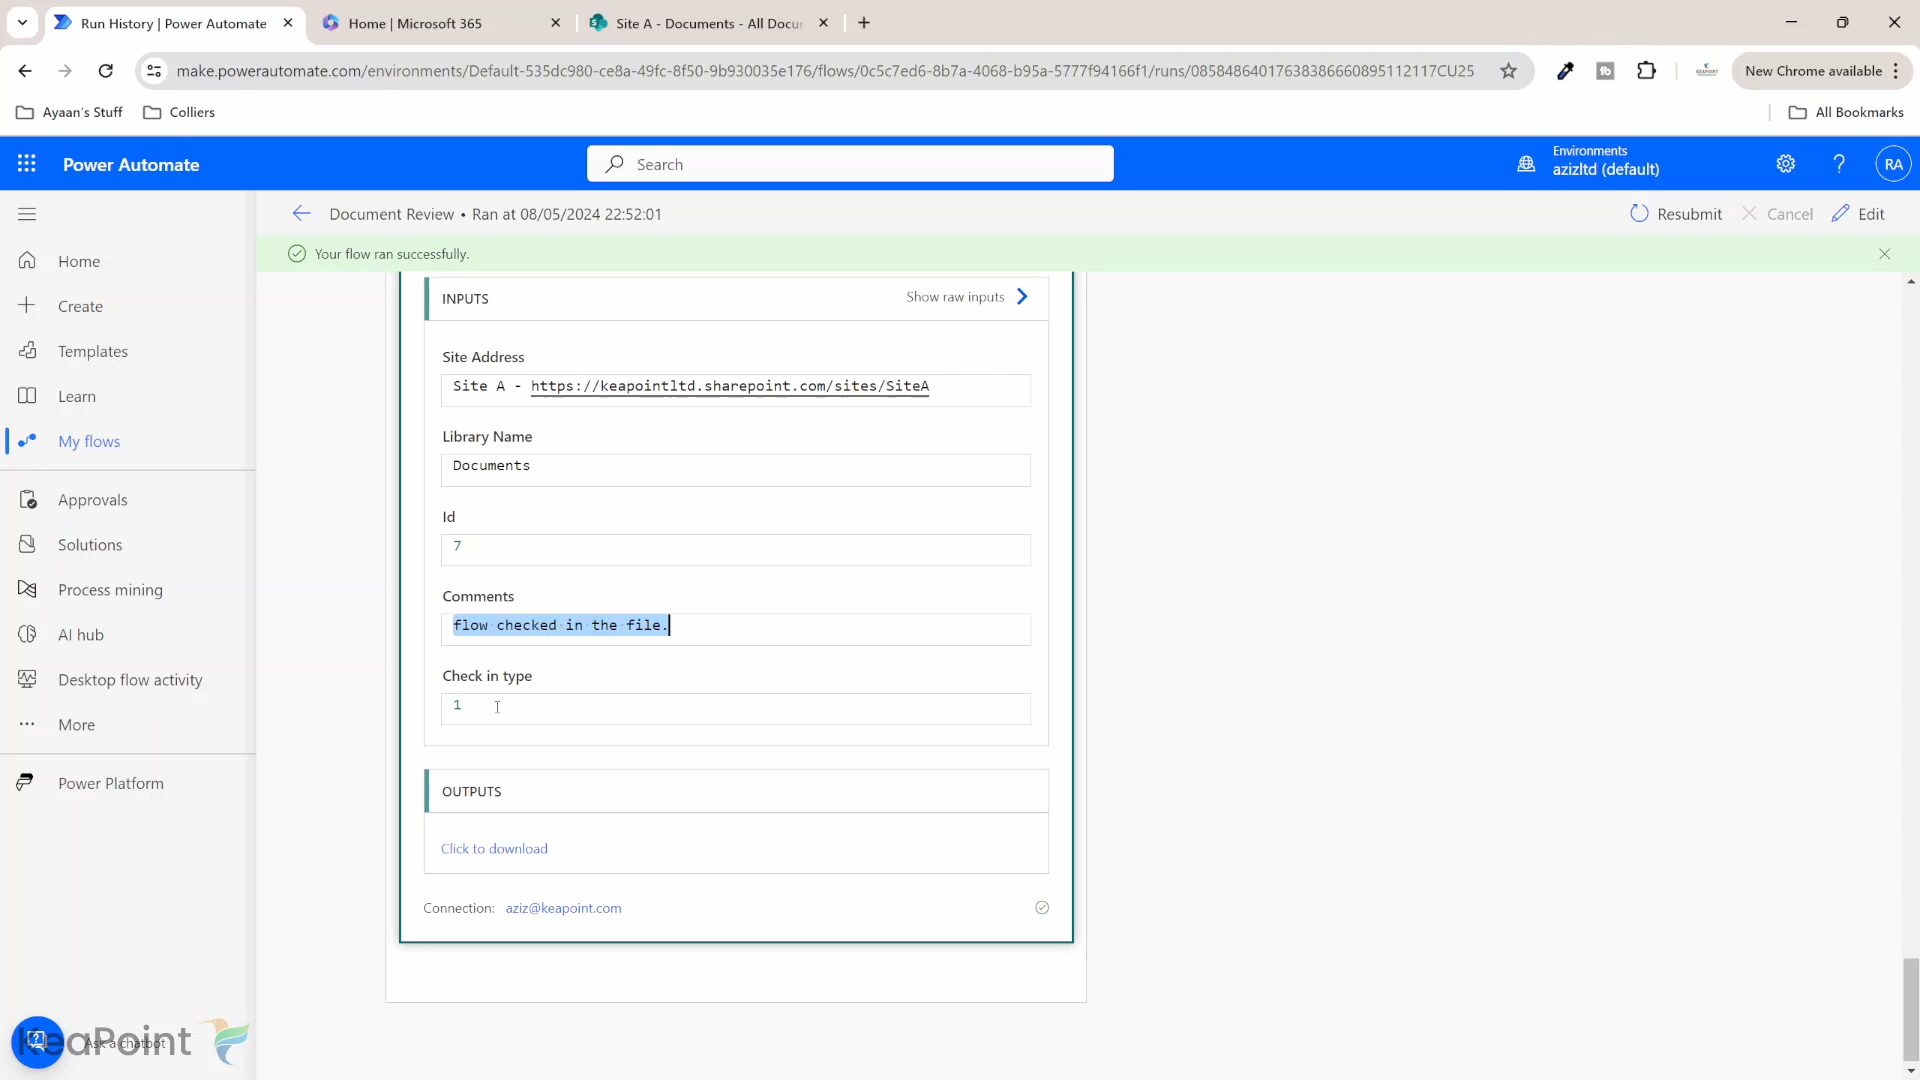 Run History | Power Automate
Home | Microsoft 365
Site A - Documents - All Docu
make.powerautomate.com/environments/Default-535dc980-ce8a-49fc-8f50-9b930035e176/flows/0c5c7ed6-8b7a-4068-b95a-5777f94166f1/runs/08584864017638386660895112117CU25
New Chrome available
Ayaan's Stuff
Colliers
All Bookmarks
Power Automate
Search
Environments
azizltd (default)
RA
Document Review • Ran at 08/05/2024 22:52:01
Resubmit
Cancel
Edit
Your flow ran successfully.
Home
Create
Templates
Learn
My flows
Approvals
Solutions
Process mining
AI hub
Desktop flow activity
More
Power Platform
Ask a chatbot
KeaPoint
INPUTS
Show raw inputs
Site Address
Site A - https://keapointltd.sharepoint.com/sites/SiteA
Library Name
Documents
Id
7
Comments
flow checked in the file.
Check in type
1
OUTPUTS
Click to download
Connection: aziz@keapoint.com